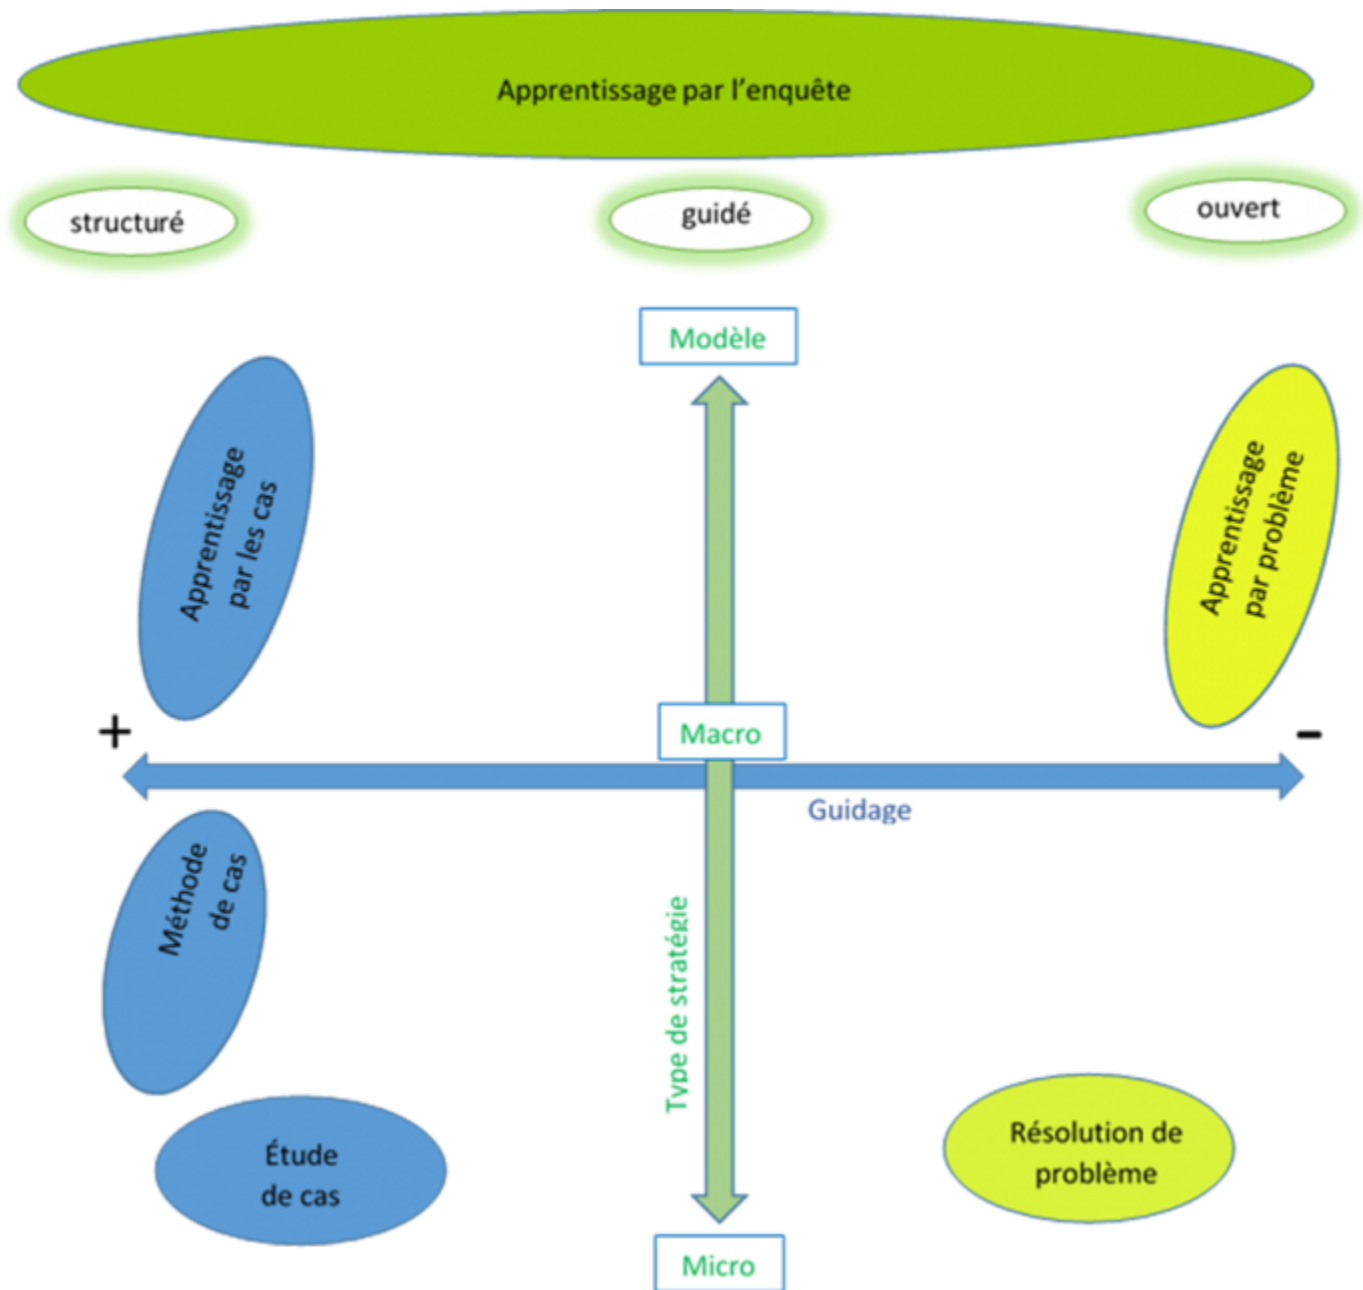 Apprentissage par l'enquête
structuré
guidé
ouvert
Modèle
Apprentissage
par les cas
Apprentissage
par problème
+
Macro
-
Guidage
Méthode
de cas
Type de stratégie
Étude
de cas
Résolution de
problème
Micro